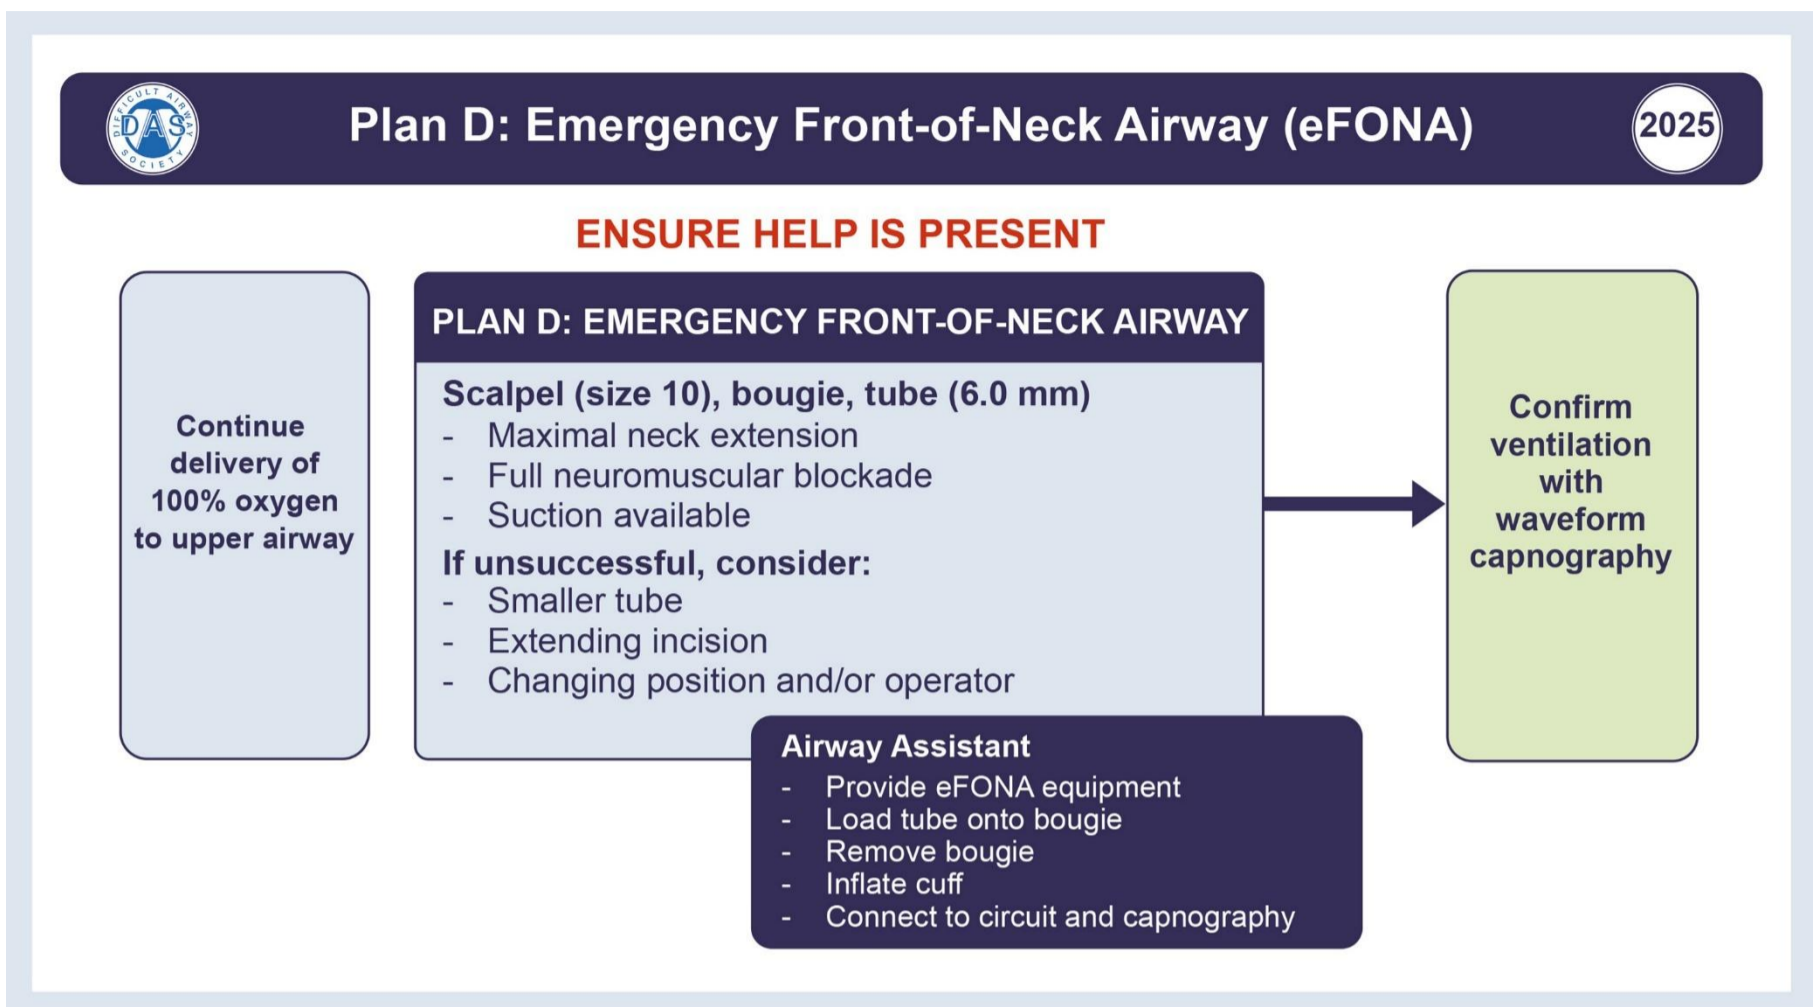 DIFFICULT AIRWAY
DAS
SOCIETY
Plan D: Emergency Front-of-Neck Airway (eFONA)
2025
ENSURE HELP IS PRESENT
Continue
delivery of
100% oxygen
to upper airway
PLAN D: EMERGENCY FRONT-OF-NECK AIRWAY
Scalpel (size 10), bougie, tube (6.0 mm)
- Maximal neck extension
- Full neuromuscular blockade
- Suction available
If unsuccessful, consider:
- Smaller tube
- Extending incision
- Changing position and/or operator
Airway Assistant
- Provide eFONA equipment
- Load tube onto bougie
- Remove bougie
- Inflate cuff
- Connect to circuit and capnography
Confirm
ventilation
with
waveform
capnography